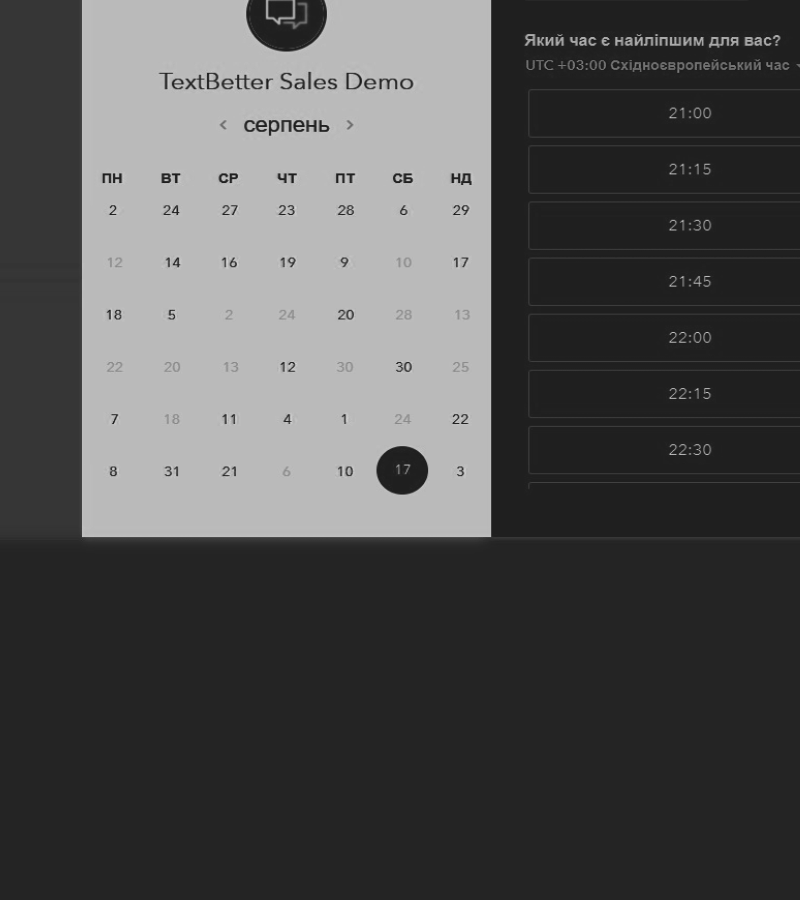 TextBetter Sales Demo
серпень
ПН ВТ СР ЧТ ПТ СБ НД
2 24 27 23 28 6 29
12 14 16 19 9 10 17
18 5 2 24 20 28 13
22 20 13 12 30 30 25
7 18 11 4 1 24 22
8 31 21 6 10 17 3
Який час є найліпшим для вас?
UTC +03:00 Східноєвропейський час
21:00
21:15
21:30
21:45
22:00
22:15
22:30